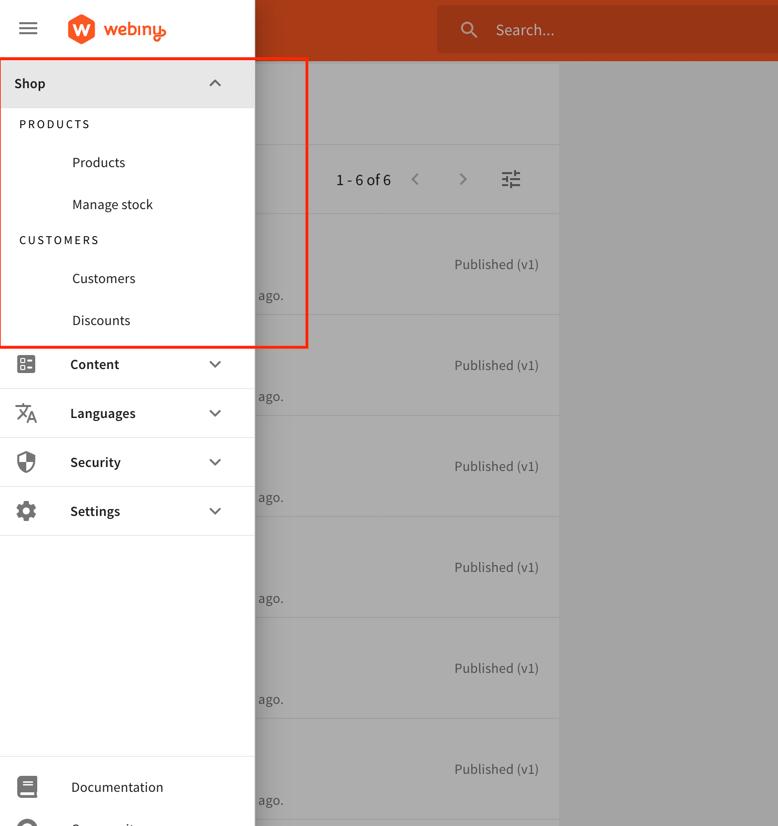 webiny
Search...
Shop
PRODUCTS
Products
1 - 6 of 6
Manage stock
CUSTOMERS
Published (v1)
Customers
ago.
Discounts
Content
Published (v1)
ago.
Languages
Security
Published (v1)
ago.
Settings
Published (v1)
ago.
Published (v1)
ago.
Published (v1)
Documentation
ago.